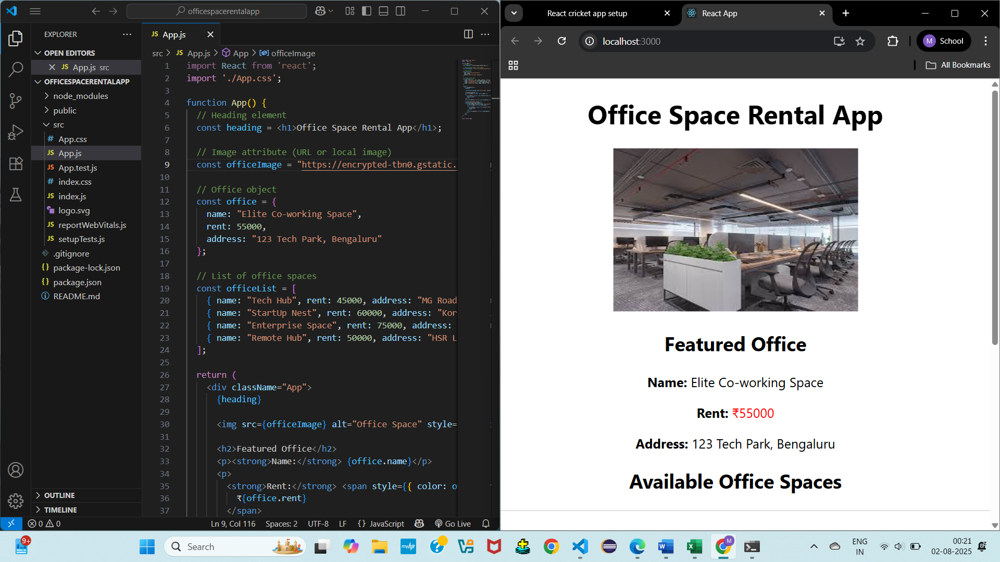 officespacerentalapp
EXPLORER
OPEN EDITORS
JS App.js src
OFFICESPACERENTALAPP
node_modules
public
src
# App.css
JS App.js
JS App.test.js
# index.css
JS index.js
logo.svg
JS reportWebVitals.js
JS setupTests.js
.gitignore
{} package-lock.json
{} package.json
README.md
OUTLINE
TIMELINE
JS App.js
src > JS App.js > App > officeImage
1 import React from 'react';
2 import './App.css';
3
4 function App() {
5 // Heading element
6 const heading = <h1>Office Space Rental App</h1>;
7
8 // Image attribute (URL or local image)
9 const officeImage = "https://encrypted-tbn0.gstatic.
10
11 // Office object
12 const office = {
13 name: "Elite Co-working Space",
14 rent: 55000,
15 address: "123 Tech Park, Bengaluru"
16 };
17
18 // List of office spaces
19 const officeList = [
20 { name: "Tech Hub", rent: 45000, address: "MG Road
21 { name: "StartUp Nest", rent: 60000, address: "Kor
22 { name: "Enterprise Space", rent: 75000, address:
23 { name: "Remote Hub", rent: 50000, address: "HSR L
24 ];
25
26 return (
27 <div className="App">
28 {heading}
29
30 <img src={officeImage} alt="Office Space" style=
31
32 <h2>Featured Office</h2>
33 <p><strong>Name:</strong> {office.name}</p>
34 <p>
35 <strong>Rent:</strong> <span style={{ color: o
36 ₹{office.rent}
37 </span>
0 0
Ln 9, Col 116 Spaces: 2 UTF-8 LF {} JavaScript Go Live
React cricket app setup
React App
localhost:3000
M School
All Bookmarks
Office Space Rental App
Featured Office
Name: Elite Co-working Space
Rent: ₹55000
Address: 123 Tech Park, Bengaluru
Available Office Spaces
9+
Search
myhp
M
ENG
IN
00:21
02-08-2025